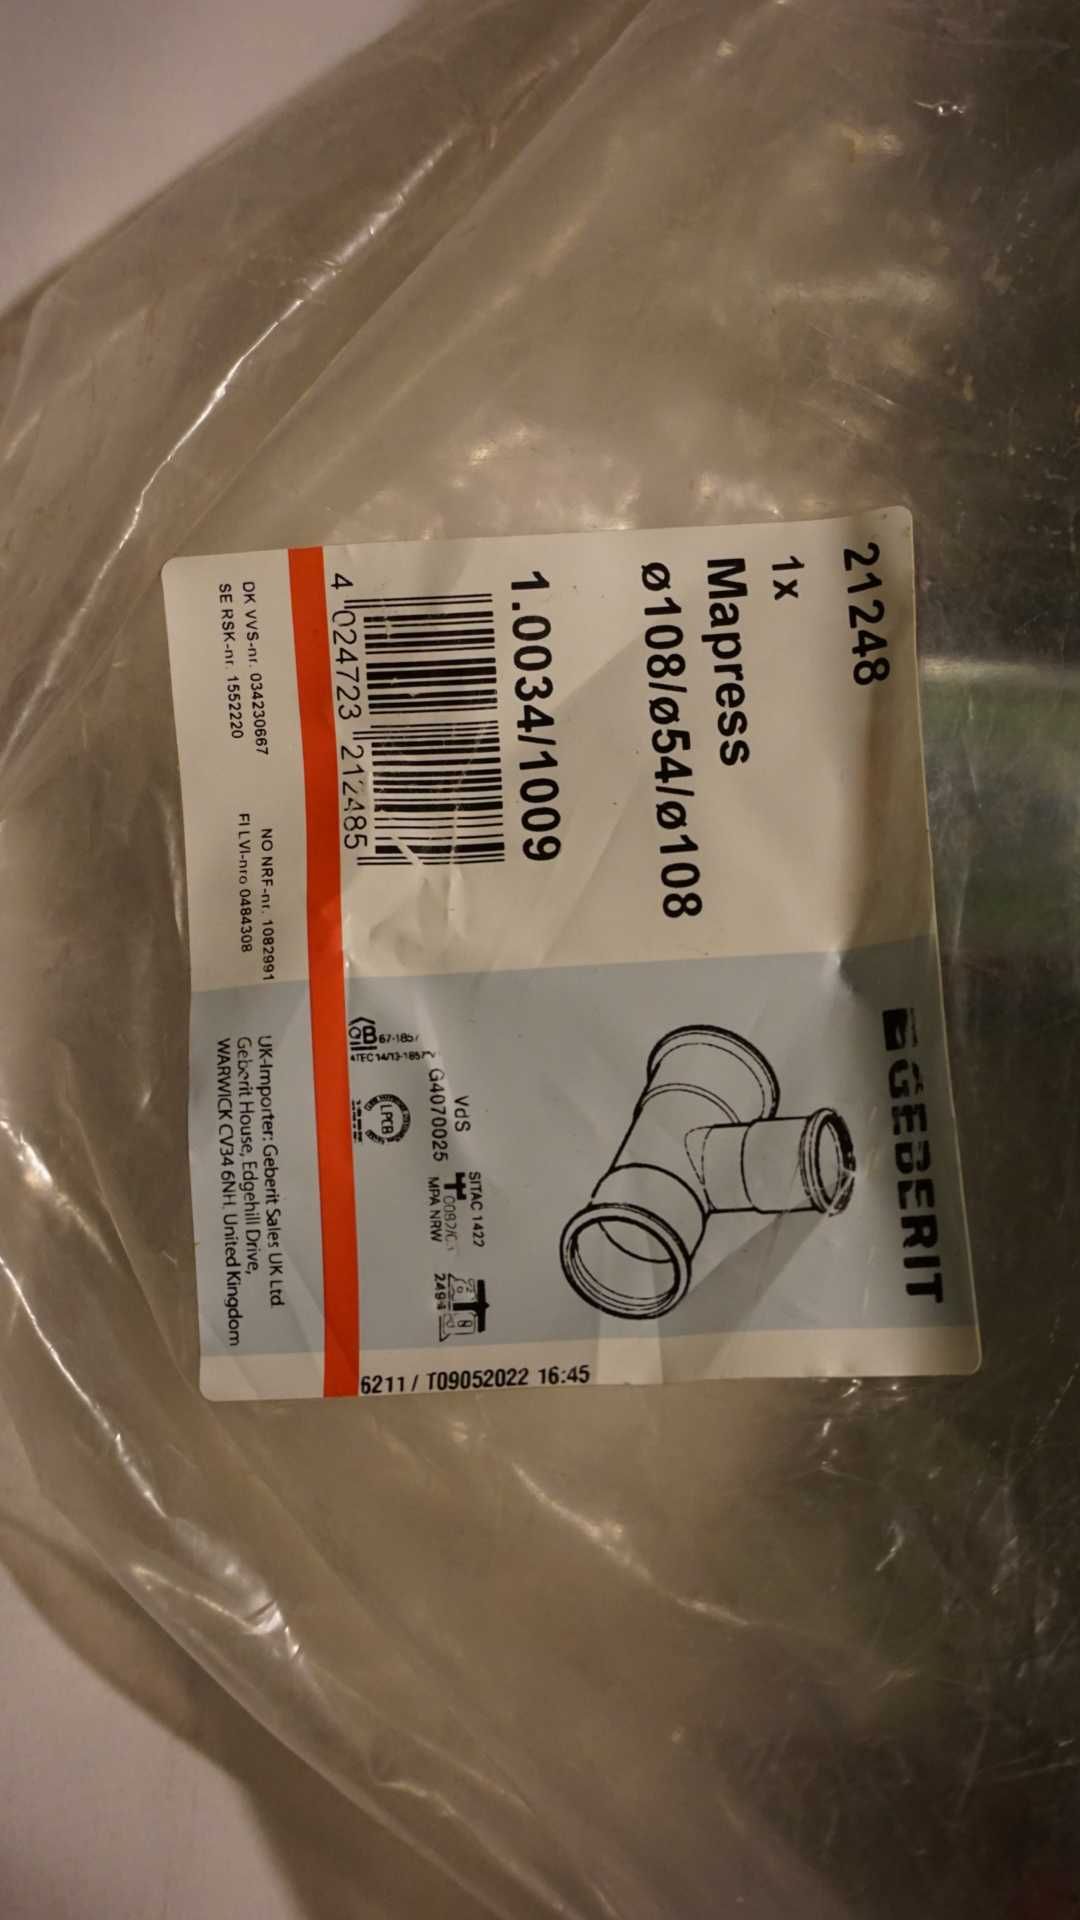 21248
1x
Mapress
ø108/ø54/ø108
1.0034/1009
4 024723 212485
GEBERIT
VdS
G4070025
SITAC 1422
MPA NRW
LPCB
6211 / T09052022 16:45
DK VVS-nr. 034230667
SE RSK-nr. 1552220
NO NRF-nr. 1082991
FI LVI-nro 0484308
UK-Importer: Geberit Sales UK Ltd.
Geberit House, Edgehill Drive,
WARWICK CV34 6NH, United Kingdom